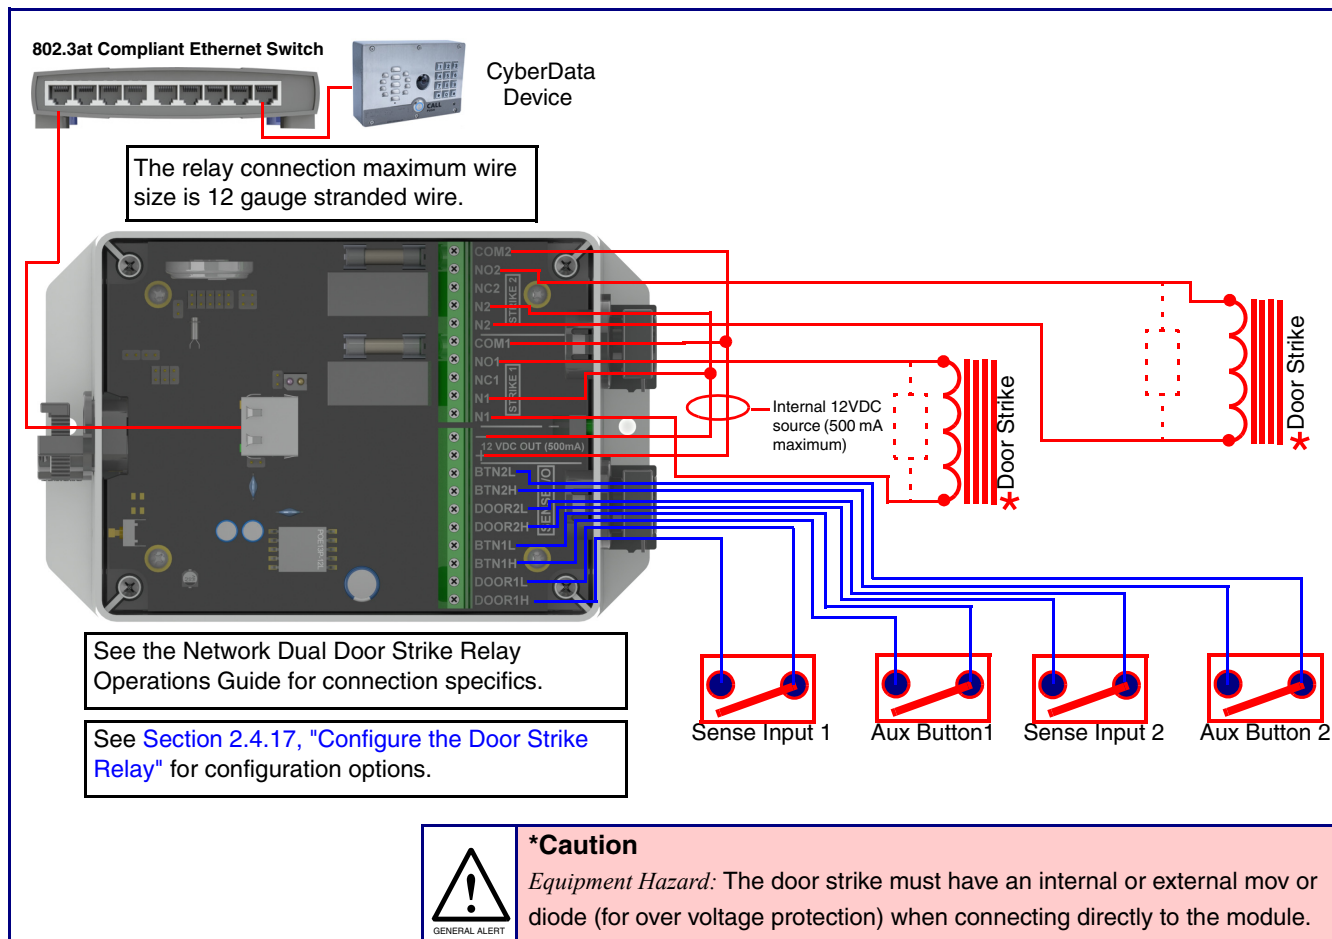 802.3at Compliant Ethernet Switch
CyberData
Device
CALL
The relay connection maximum wire
size is 12 gauge stranded wire.
COM2
NO2
NC2
N2
N2
STRIKE 2
COM1
NO1
NC1
N1
N1
STRIKE 1
-
12 VDC OUT (500mA)
+
BTN2L
BTN2H
DOOR2L
DOOR2H
BTN1L
BTN1H
DOOR1L
DOOR1H
Internal 12VDC
source (500 mA
maximum)
*Door Strike
*Door Strike
Sense Input 1
Aux Button1
Sense Input 2
Aux Button 2
See the Network Dual Door Strike Relay
Operations Guide for connection specifics.
See Section 2.4.17, "Configure the Door Strike
Relay" for configuration options.
GENERAL ALERT
*Caution
Equipment Hazard: The door strike must have an internal or external mov or
diode (for over voltage protection) when connecting directly to the module.